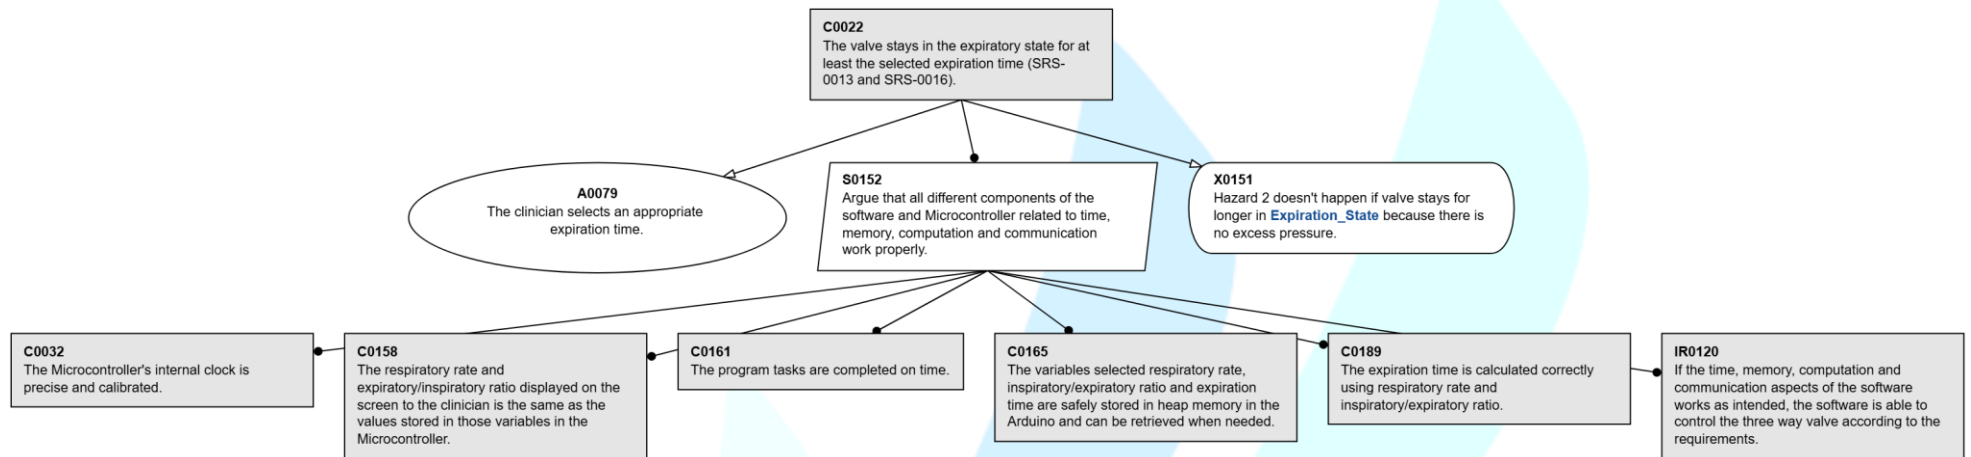 C0022
The valve stays in the expiratory state for at
least the selected expiration time (SRS-
0013 and SRS-0016).
A0079
The clinician selects an appropriate
expiration time.
S0152
Argue that all different components of the
software and Microcontroller related to time,
memory, computation and communication
work properly.
X0151
Hazard 2 doesn't happen if valve stays for
longer in Expiration_State because there is
no excess pressure.
C0032
The Microcontroller's internal clock is
precise and calibrated.
C0158
The respiratory rate and
expiratory/inspiratory ratio displayed on the
screen to the clinician is the same as the
values stored in those variables in the
Microcontroller.
C0161
The program tasks are completed on time.
C0165
The variables selected respiratory rate,
inspiratory/expiratory ratio and expiration
time are safely stored in heap memory in the
Arduino and can be retrieved when needed.
C0189
The expiration time is calculated correctly
using respiratory rate and
inspiratory/expiratory ratio.
IR0120
If the time, memory, computation and
communication aspects of the software
works as intended, the software is able to
control the three way valve according to the
requirements.